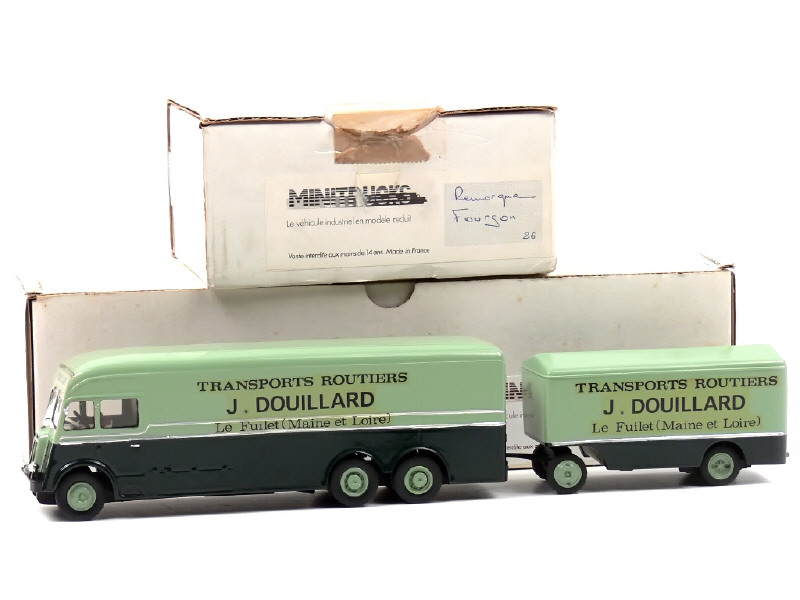 MINITRUCKS
Le véhicule industriel en modèle réduit
Vente interdite aux moins de 14 ans. Made in France
Remorque
Fourgon
26
TRANSPORTS ROUTIERS
J. DOUILLARD
Le Fuilet (Maine et Loire)
TRANSPORTS ROUTIERS
J. DOUILLARD
Le Fuilet (Maine et Loire)
MINI